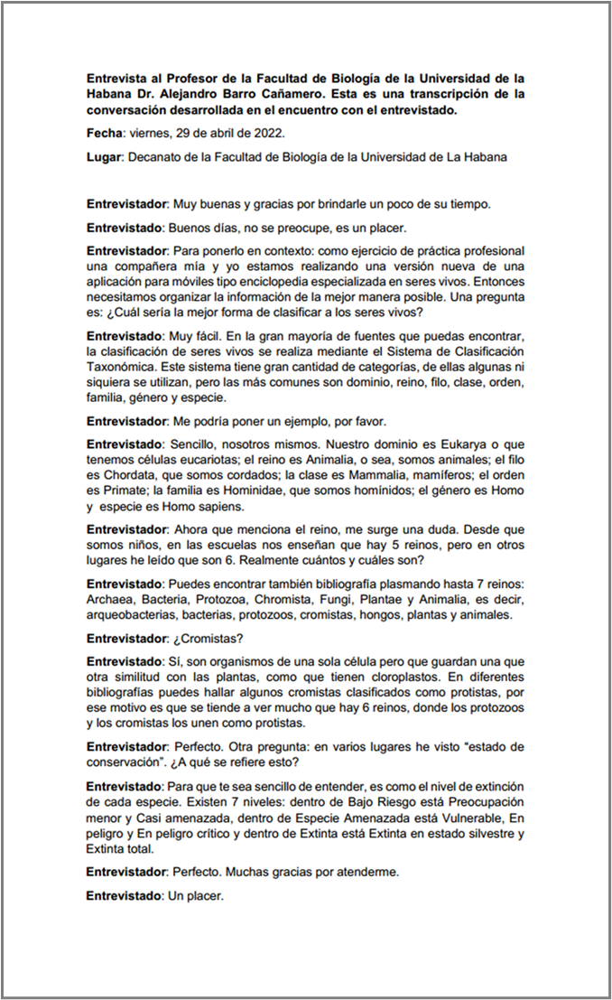 Entrevista al Profesor de la Facultad de Biología de la Universidad de la
Habana Dr. Alejandro Barro Cañamero. Esta es una transcripción de la
conversación desarrollada en el encuentro con el entrevistado.
Fecha: viernes, 29 de abril de 2022.
Lugar: Decanato de la Facultad de Biología de la Universidad de La Habana
Entrevistador: Muy buenas y gracias por brindarle un poco de su tiempo.
Entrevistado: Buenos días, no se preocupe, es un placer.
Entrevistador: Para ponerlo en contexto: como ejercicio de práctica profesional
una compañera mía y yo estamos realizando una versión nueva de una
aplicación para móviles tipo enciclopedia especializada en seres vivos. Entonces
necesitamos organizar la información de la mejor manera posible. Una pregunta
es: ¿Cuál sería la mejor forma de clasificar a los seres vivos?
Entrevistado: Muy fácil. En la gran mayoría de fuentes que puedas encontrar,
la clasificación de seres vivos se realiza mediante el Sistema de Clasificación
Taxonómica. Este sistema tiene gran cantidad de categorías, de ellas algunas ni
siquiera se utilizan, pero las más comunes son dominio, reino, filo, clase, orden,
familia, género y especie.
Entrevistador: Me podría poner un ejemplo, por favor.
Entrevistado: Sencillo, nosotros mismos. Nuestro dominio es Eukarya o que
tenemos células eucariotas; el reino es Animalia, o sea, somos animales; el filo
es Chordata, que somos cordados; la clase es Mammalia, mamíferos; el orden
es Primate; la familia es Hominidae, que somos homínidos; el género es Homo
y especie es Homo sapiens.
Entrevistador: Ahora que menciona el reino, me surge una duda. Desde que
somos niños, en las escuelas nos enseñan que hay 5 reinos, pero en otros
lugares he leído que son 6. Realmente cuántos y cuáles son?
Entrevistado: Puedes encontrar también bibliografía plasmando hasta 7 reinos:
Archaea, Bacteria, Protozoa, Chromista, Fungi, Plantae y Animalia, es decir,
arqueobacterias, bacterias, protozoos, cromistas, hongos, plantas y animales.
Entrevistador: ¿Cromistas?
Entrevistado: Sí, son organismos de una sola célula pero que guardan una que
otra similitud con las plantas, como que tienen cloroplastos. En diferentes
bibliografías puedes hallar algunos cromistas clasificados como protistas, por
ese motivo es que se tiende a ver mucho que hay 6 reinos, donde los protozoos
y los cromistas los unen como protistas.
Entrevistador: Perfecto. Otra pregunta: en varios lugares he visto “estado de
conservación”. ¿A qué se refiere esto?
Entrevistado: Para que te sea sencillo de entender, es como el nivel de extinción
de cada especie. Existen 7 niveles: dentro de Bajo Riesgo está Preocupación
menor y Casi amenazada, dentro de Especie Amenazada está Vulnerable, En
peligro y En peligro crítico y dentro de Extinta está Extinta en estado silvestre y
Extinta total.
Entrevistador: Perfecto. Muchas gracias por atenderme.
Entrevistado: Un placer.